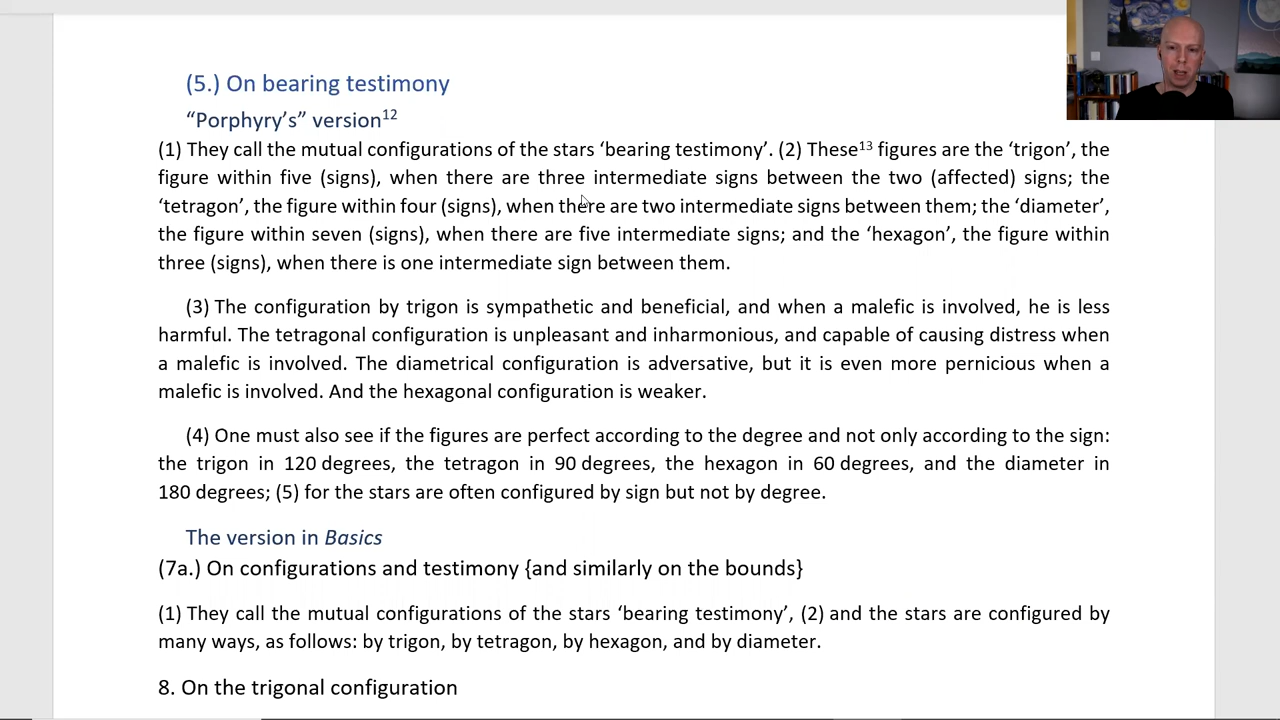 (5.) On bearing testimony
“Porphyry’s” version12
(1) They call the mutual configurations of the stars ‘bearing testimony’. (2) These13 figures are the ‘trigon’, the
figure within five (signs), when there are three intermediate signs between the two (affected) signs; the
‘tetragon’, the figure within four (signs), when there are two intermediate signs between them; the ‘diameter’,
the figure within seven (signs), when there are five intermediate signs; and the ‘hexagon’, the figure within
three (signs), when there is one intermediate sign between them.
(3) The configuration by trigon is sympathetic and beneficial, and when a malefic is involved, he is less
harmful. The tetragonal configuration is unpleasant and inharmonious, and capable of causing distress when
a malefic is involved. The diametrical configuration is adversative, but it is even more pernicious when a
malefic is involved. And the hexagonal configuration is weaker.
(4) One must also see if the figures are perfect according to the degree and not only according to the sign:
the trigon in 120 degrees, the tetragon in 90 degrees, the hexagon in 60 degrees, and the diameter in
180 degrees; (5) for the stars are often configured by sign but not by degree.
The version in Basics
(7a.) On configurations and testimony {and similarly on the bounds}
(1) They call the mutual configurations of the stars ‘bearing testimony’, (2) and the stars are configured by
many ways, as follows: by trigon, by tetragon, by hexagon, and by diameter.
8. On the trigonal configuration